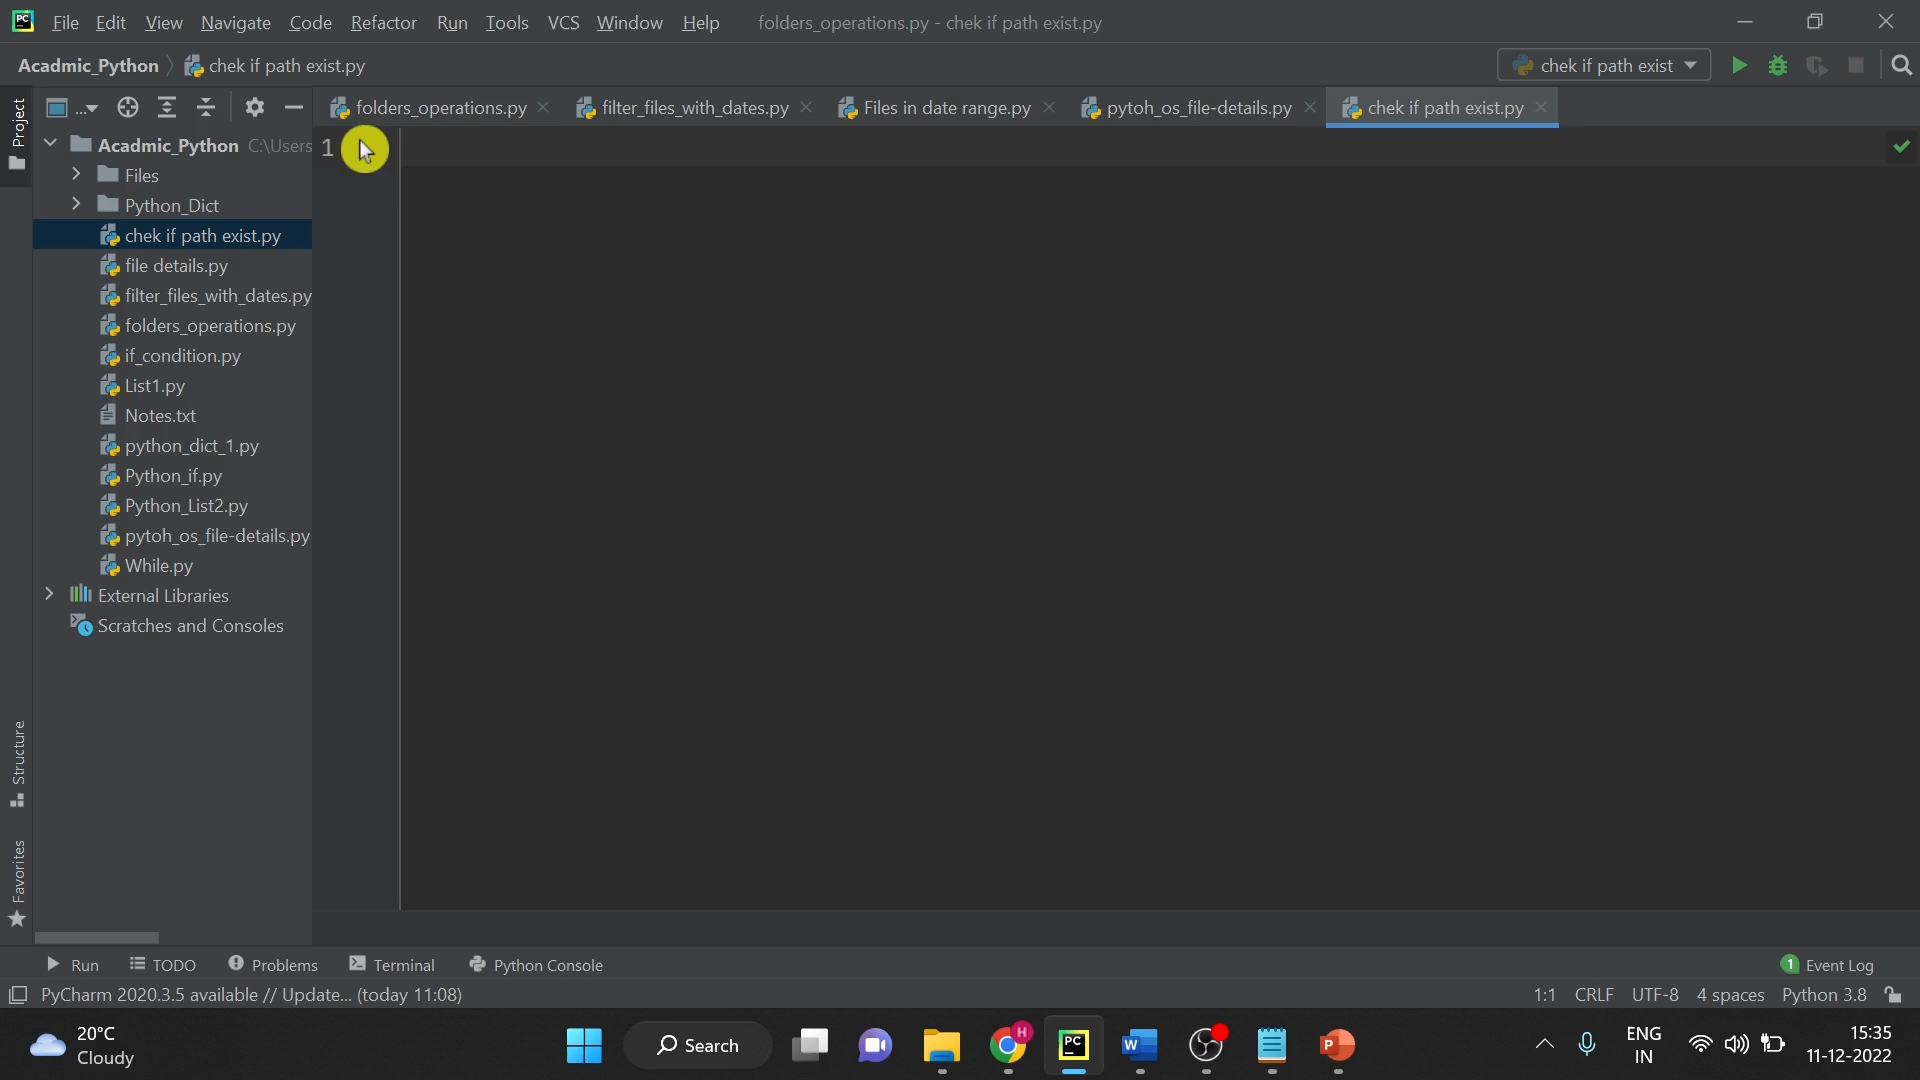 PC File Edit View Navigate Code Refactor Run Tools VCS Window Help folders_operations.py - chek if path exist.py
Acadmic_Python chek if path exist.py chek if path exist
Project
... folders_operations.py filter_files_with_dates.py Files in date range.py pytoh_os_file-details.py chek if path exist.py
Acadmic_Python C:\Users 1
Files
Python_Dict
chek if path exist.py
file details.py
filter_files_with_dates.py
folders_operations.py
if_condition.py
List1.py
Notes.txt
python_dict_1.py
Python_if.py
Python_List2.py
pytoh_os_file-details.py
While.py
External Libraries
Scratches and Consoles
Structure
Favorites
Run TODO Problems Terminal Python Console 1 Event Log
PyCharm 2020.3.5 available // Update... (today 11:08) 1:1 CRLF UTF-8 4 spaces Python 3.8
20°C
Cloudy
Search
H
PC
W
P
ENG
IN
15:35
11-12-2022